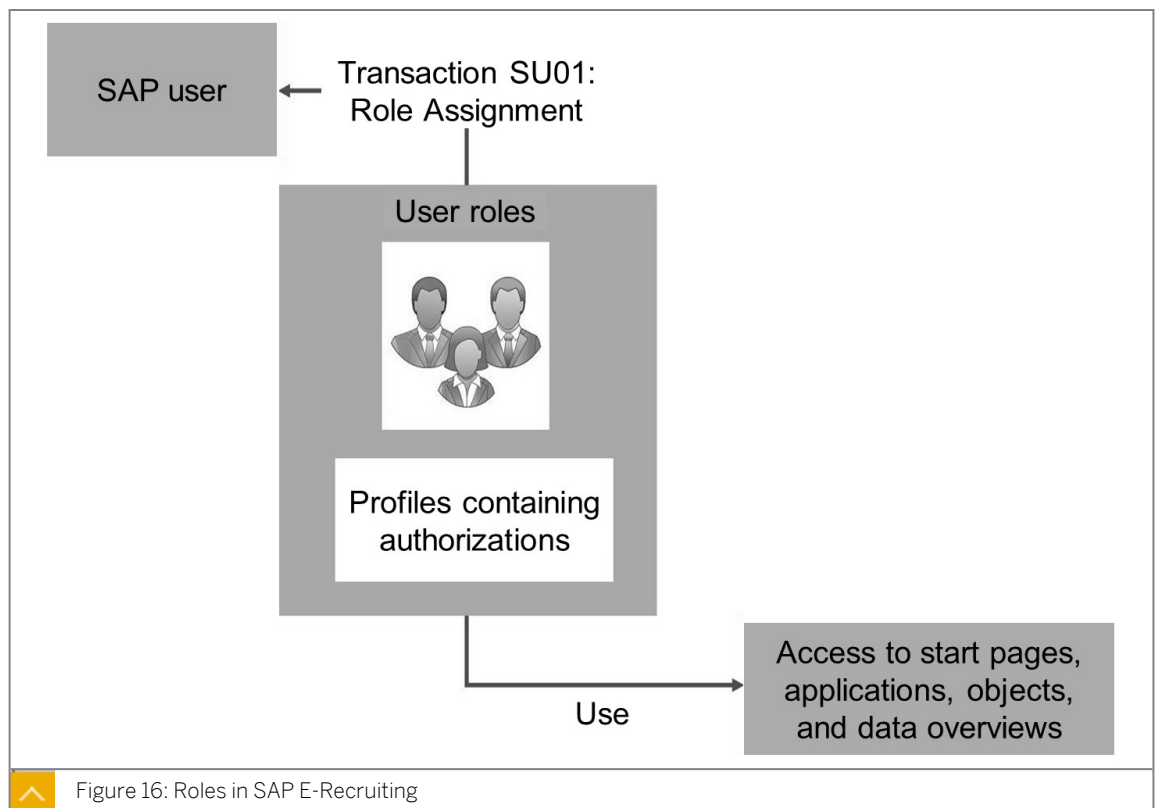 SAP user
Transaction SU01:
Role Assignment
User roles
Profiles containing
authorizations
Use
Access to start pages,
applications, objects,
and data overviews
Figure 16: Roles in SAP E-Recruiting